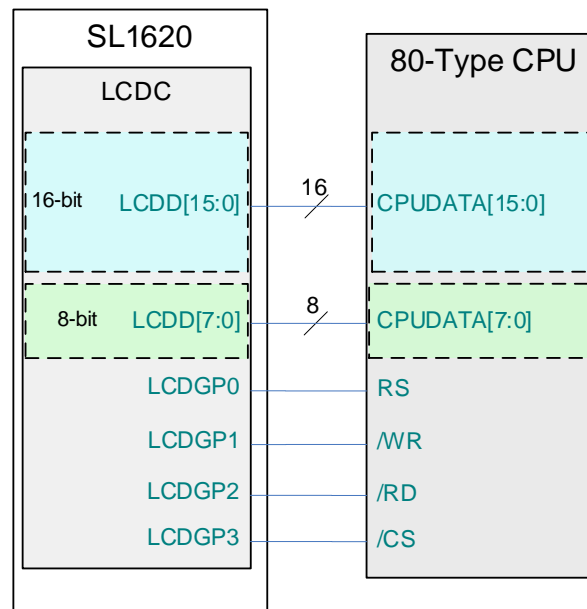 SL1620
LCDC
16-bit LCDD[15:0]
8-bit LCDD[7:0]
LCDGP0
LCDGP1
LCDGP2
LCDGP3
16
8
80-Type CPU
CPUDATA[15:0]
CPUDATA[7:0]
RS
/WR
/RD
/CS